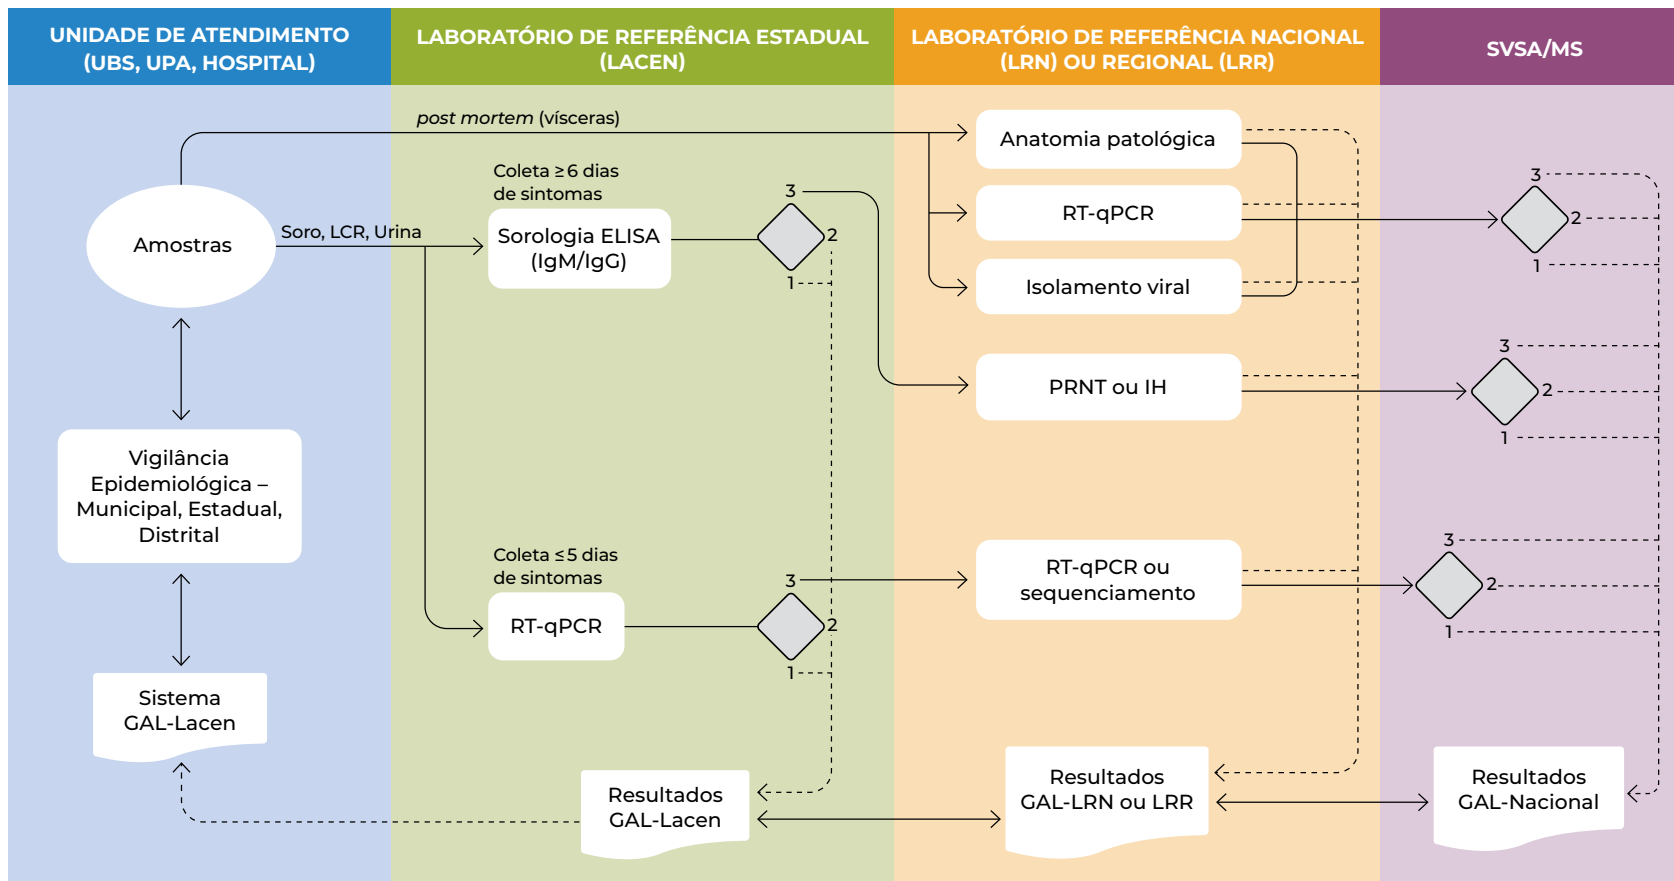 UNIDADE DE ATENDIMENTO
(UBS, UPA, HOSPITAL)
LABORATÓRIO DE REFERÊNCIA ESTADUAL
(LACEN)
LABORATÓRIO DE REFERÊNCIA NACIONAL
(LRN) OU REGIONAL (LRR)
SVSA/MS
post mortem (vísceras)
Amostras
Soro, LCR, Urina
Vigilância
Epidemiológica –
Municipal, Estadual,
Distrital
Sistema
GAL-Lacen
Coleta ≥ 6 dias
de sintomas
Sorologia ELISA
(IgM/IgG)
3
2
1
Coleta ≤ 5 dias
de sintomas
RT-qPCR
3
2
1
Resultados
GAL-Lacen
Anatomia patológica
RT-qPCR
Isolamento viral
PRNT ou IH
RT-qPCR ou
sequenciamento
Resultados
GAL-LRN ou LRR
3
2
1
3
2
1
3
2
1
Resultados
GAL-Nacional